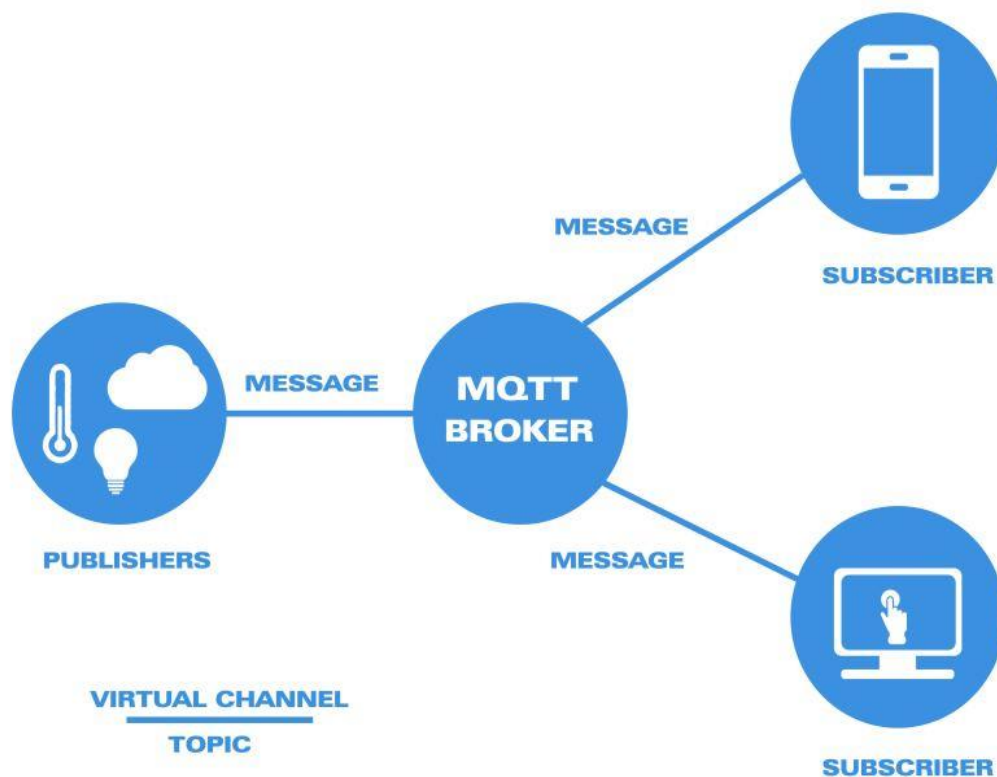 MESSAGE
SUBSCRIBER
MESSAGE
MQTT
BROKER
PUBLISHERS
MESSAGE
VIRTUAL CHANNEL
TOPIC
SUBSCRIBER